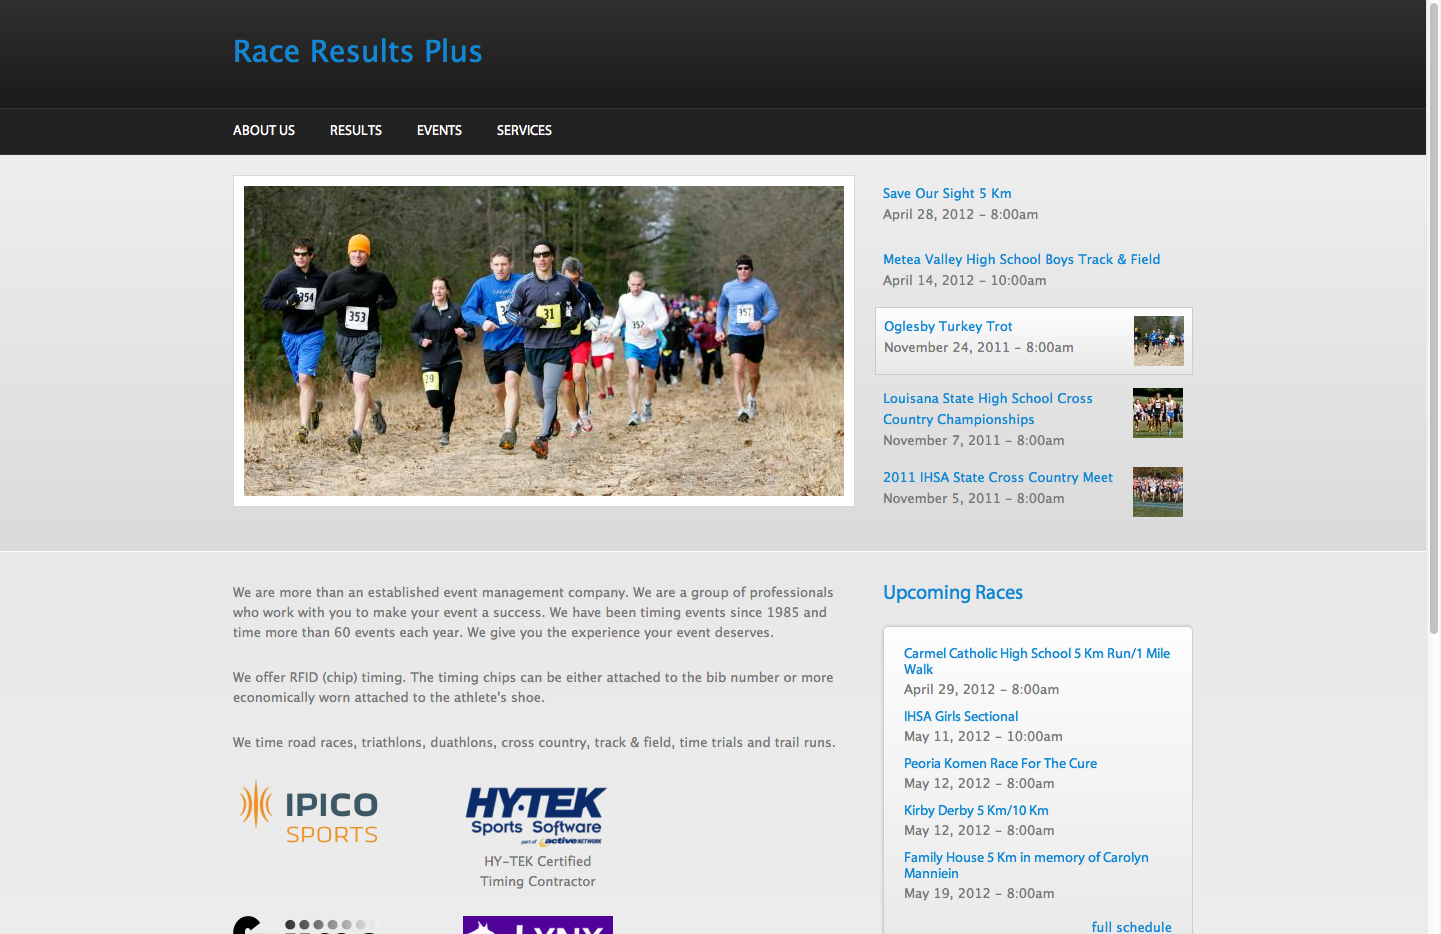 Race Results Plus
ABOUT US RESULTS EVENTS SERVICES
354
353
29
31
352
357
Save Our Sight 5 Km
April 28, 2012 - 8:00am
Metea Valley High School Boys Track & Field
April 14, 2012 - 10:00am
Oglesby Turkey Trot
November 24, 2011 - 8:00am
Louisana State High School Cross
Country Championships
November 7, 2011 - 8:00am
2011 IHSA State Cross Country Meet
November 5, 2011 - 8:00am
We are more than an established event management company. We are a group of professionals
who work with you to make your event a success. We have been timing events since 1985 and
time more than 60 events each year. We give you the experience your event deserves.
We offer RFID (chip) timing. The timing chips can be either attached to the bib number or more
economically worn attached to the athlete's shoe.
We time road races, triathlons, duathlons, cross country, track & field, time trials and trail runs.
IPICO
SPORTS
HY-TEK
Sports Software
part of active NETWORK
HY-TEK Certified
Timing Contractor
LYNX
Upcoming Races
Carmel Catholic High School 5 Km Run/1 Mile
Walk
April 29, 2012 - 8:00am
IHSA Girls Sectional
May 11, 2012 - 10:00am
Peoria Komen Race For The Cure
May 12, 2012 - 8:00am
Kirby Derby 5 Km/10 Km
May 12, 2012 - 8:00am
Family House 5 Km in memory of Carolyn
Manniein
May 19, 2012 - 8:00am
full schedule